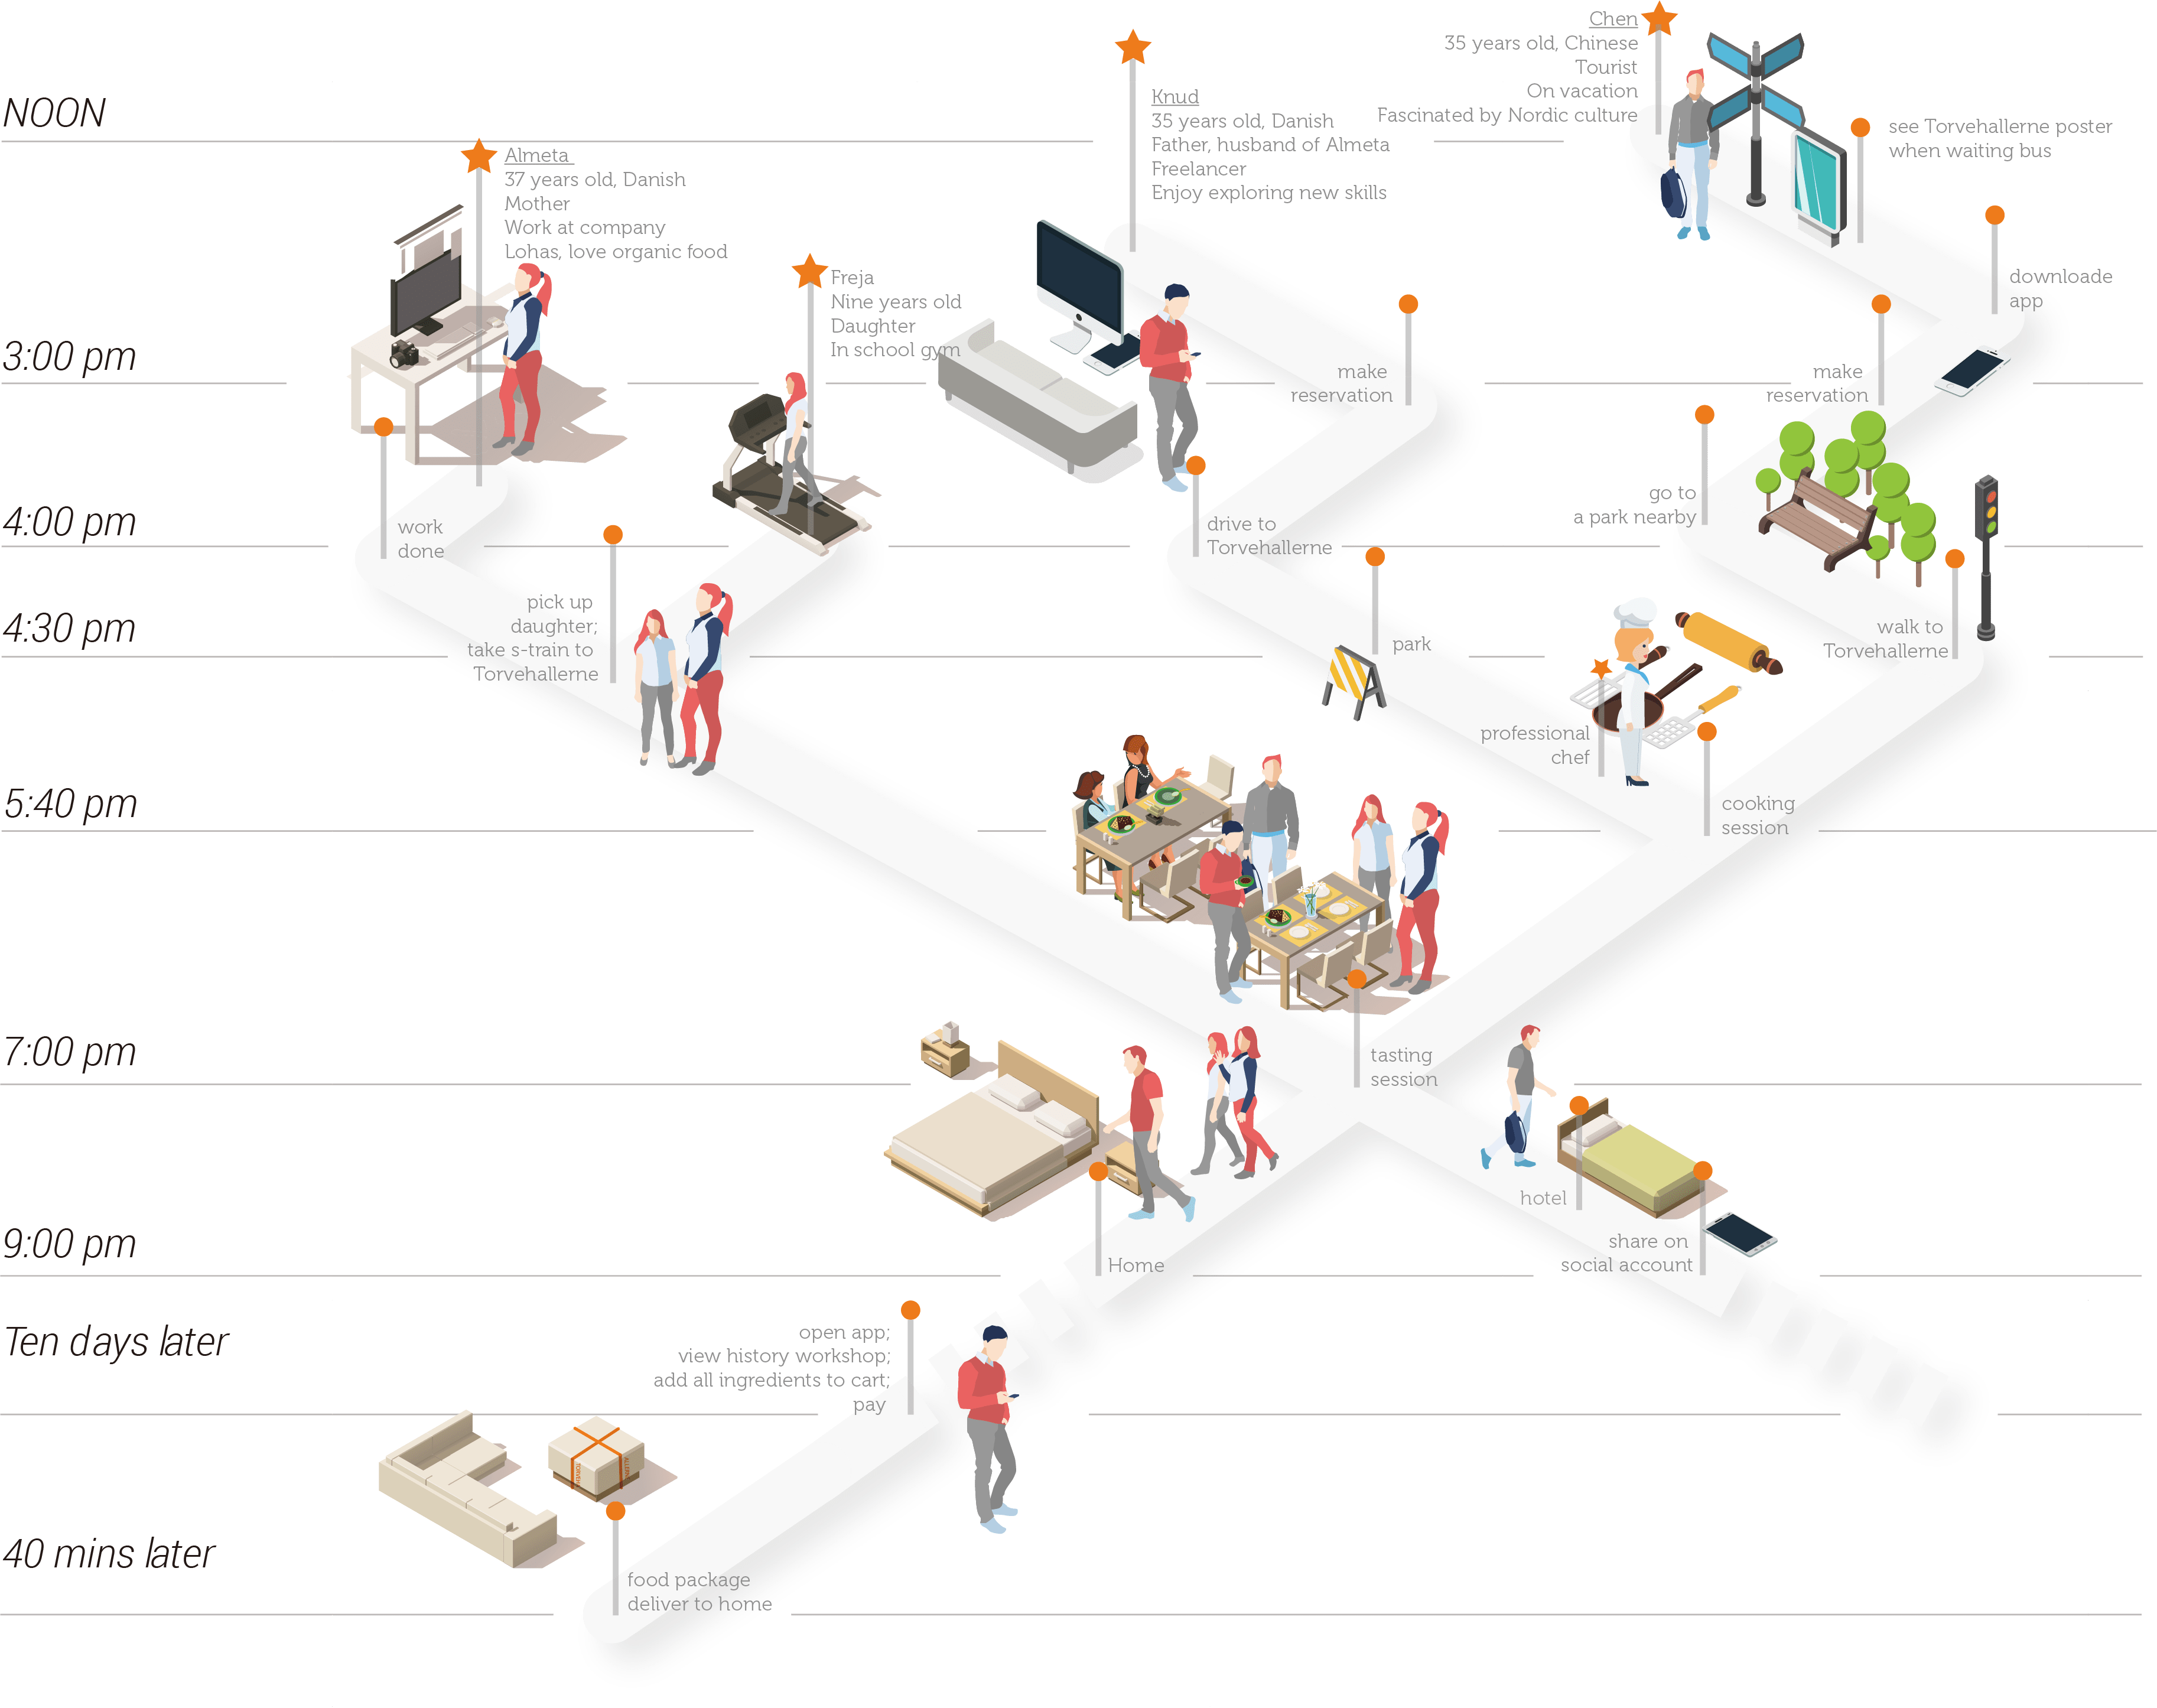 NOON
3:00 pm
4:00 pm
4:30 pm
5:40 pm
7:00 pm
9:00 pm
Ten days later
40 mins later
Almeta
37 years old, Danish
Mother
Work at company
Lohas, love organic food
Freja
Nine years old
Daughter
In school gym
Knud
35 years old, Danish
Father, husband of Almeta
Freelancer
Enjoy exploring new skills
Chen
35 years old, Chinese
Tourist
On vacation
Fascinated by Nordic culture
see Torvehallerne poster
when waiting bus
downloade
app
make
reservation
make
reservation
work
done
pick up
daughter;
take s-train to
Torvehallerne
drive to
Torvehallerne
go to
a park nearby
park
walk to
Torvehallerne
professional
chef
cooking
session
tasting
session
hotel
share on
social account
Home
open app;
view history workshop;
add all ingredients to cart;
pay
food package
deliver to home